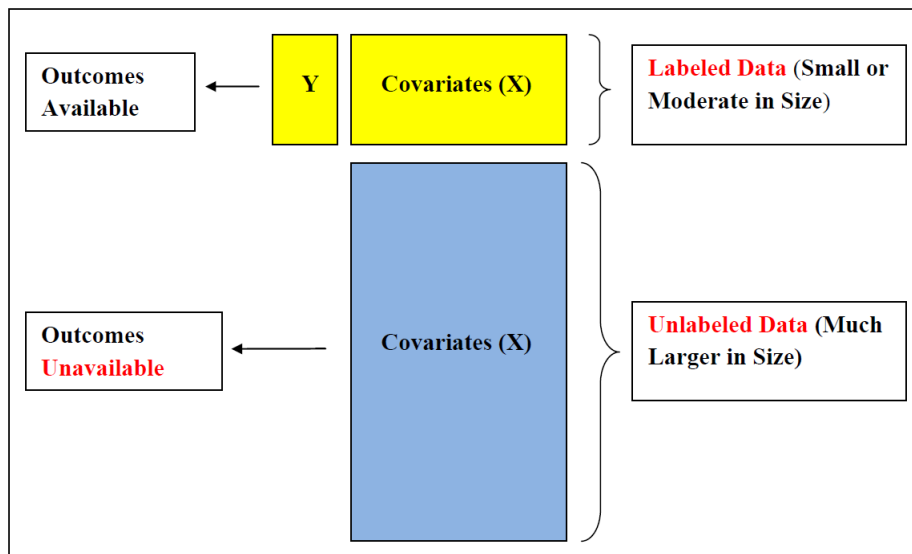 Outcomes
Available
Y
Covariates (X)
Labeled Data (Small or
Moderate in Size)
Outcomes
Unavailable
Covariates (X)
Unlabeled Data (Much
Larger in Size)